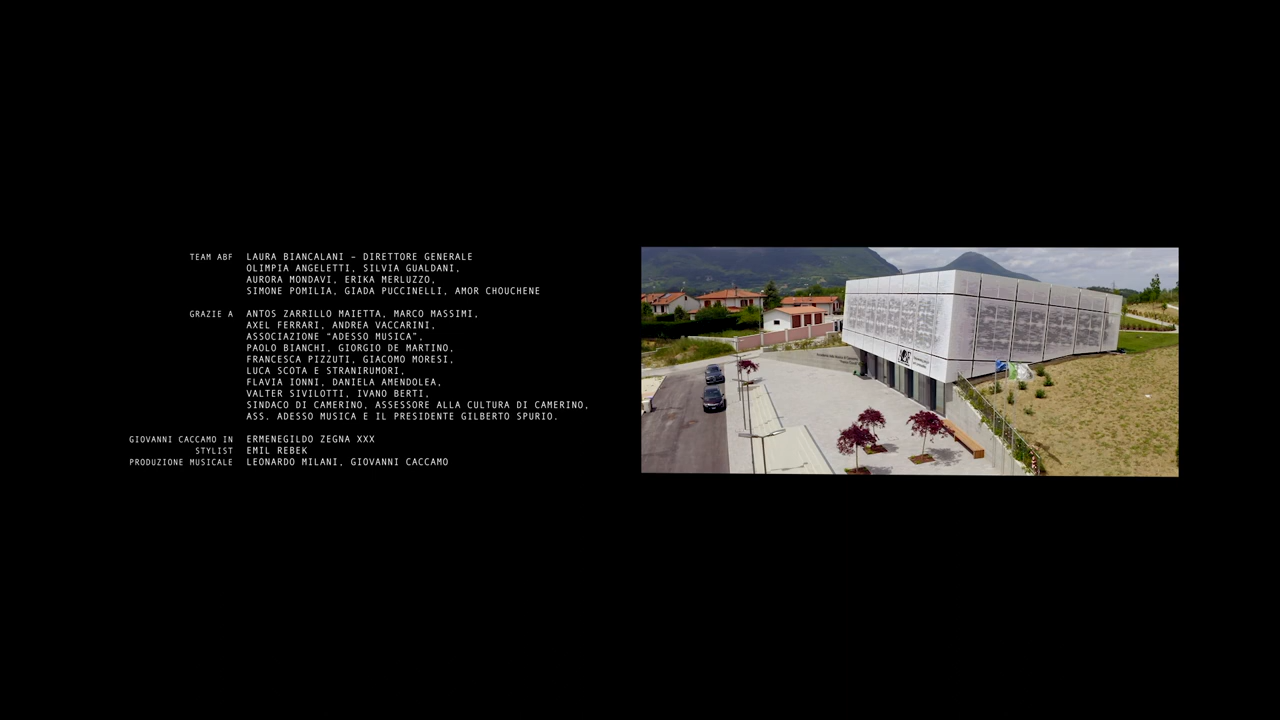 TEAM ABF LAURA BIANCALANI – DIRETTORE GENERALE
OLIMPIA ANGELETTI, SILVIA GUALDANI,
AURORA MONDAVI, ERIKA MERLUZZO,
SIMONE POMILIA, GIADA PUCCINELLI, AMOR CHOUCHENE
GRAZIE A ANTOS ZARRILLO MAIETTA, MARCO MASSIMI,
AXEL FERRARI, ANDREA VACCARINI,
ASSOCIAZIONE "ADESSO MUSICA",
PAOLO BIANCHI, GIORGIO DE MARTINO,
FRANCESCA PIZZUTI, GIACOMO MORESI,
LUCA SCOTA E STRANIRUMORI,
FLAVIA IONNI, DANIELA AMENDOLEA,
VALTER SIVILOTTI, IVANO BERTI,
SINDACO DI CAMERINO, ASSESSORE ALLA CULTURA DI CAMERINO,
ASS. ADESSO MUSICA E IL PRESIDENTE GILBERTO SPURIO.
GIOVANNI CACCAMO IN ERMENEGILDO ZEGNA XXX
STYLIST EMIL REBEK
PRODUZIONE MUSICALE LEONARDO MILANI, GIOVANNI CACCAMO